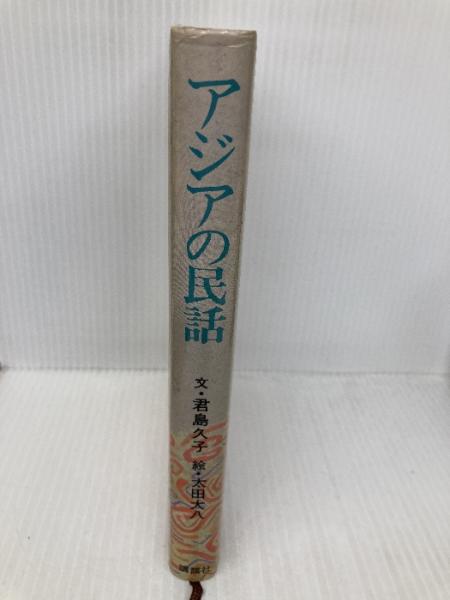 アジアの民話
文・君島久子 絵・太田大八
講談社